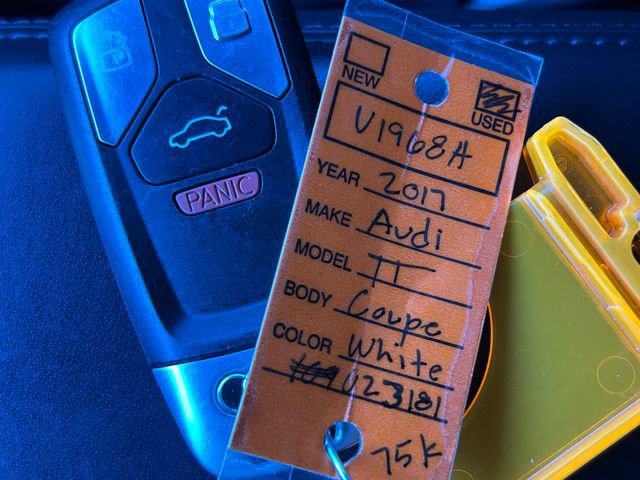 PANIC
NEW
USED
V1968A
YEAR 2017
MAKE Audi
MODEL TT
BODY Coupe
COLOR White
023181
75K